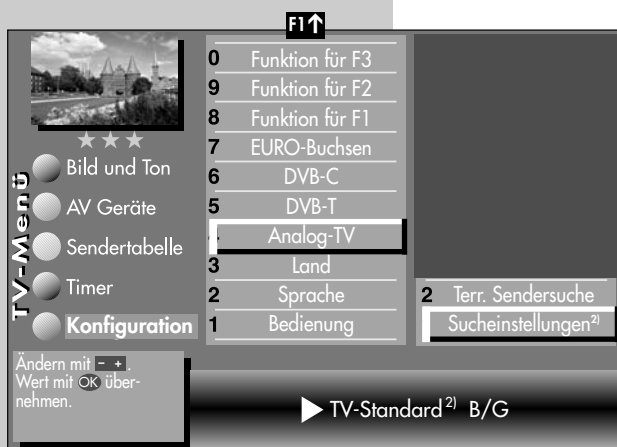 F1↑
TV-Menü
Bild und Ton
AV Geräte
Sendertabelle
Timer
Konfiguration
0 Funktion für F3
9 Funktion für F2
8 Funktion für F1
7 EURO-Buchsen
6 DVB-C
5 DVB-T
Analog-TV
3 Land
2 Sprache
1 Bedienung
2 Terr. Sendersuche
Sucheinstellungen²⁾
Ändern mit - + .
Wert mit OK über-
nehmen.
TV-Standard²⁾ B/G